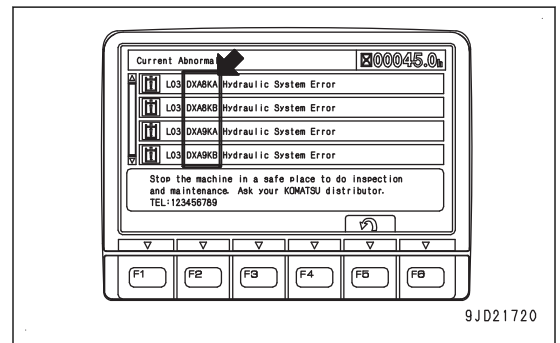 Current Abnorma
00045.0h
L03 DXA8KA Hydraulic System Error
L03 DXA8KB Hydraulic System Error
L03 DXA9KA Hydraulic System Error
L03 DXA9KB Hydraulic System Error
Stop the machine in a safe place to do inspection
and maintenance. Ask your KOMATSU distributor.
TEL:123456789
F1 F2 F3 F4 F5 F6
9JD21720